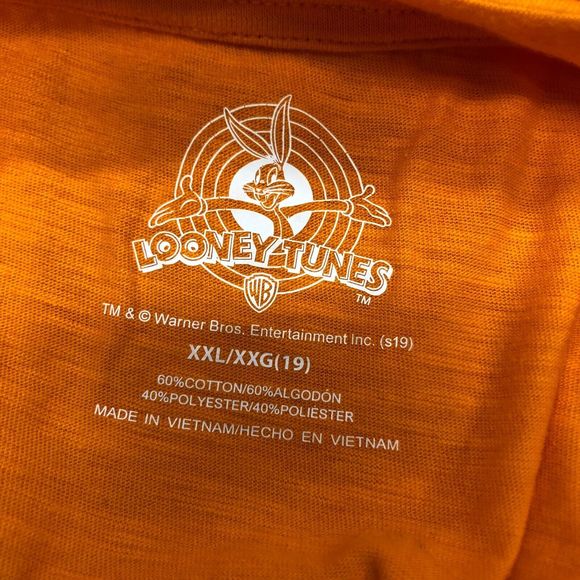 LOONEY TUNES
WB
TM
TM & © Warner Bros. Entertainment Inc. (s19)
XXL/XXG(19)
60%COTTON/60%ALGODÓN
40%POLYESTER/40%POLIÉSTER
MADE IN VIETNAM/HECHO EN VIETNAM